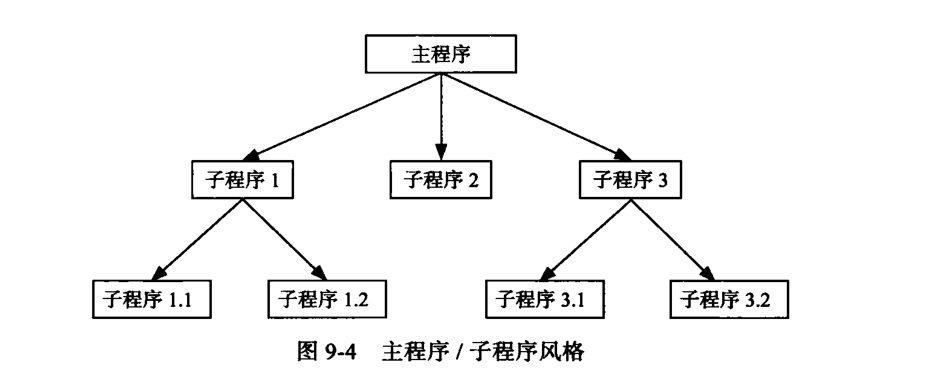 主程序
子程序 1 子程序 2 子程序 3
子程序 1.1 子程序 1.2 子程序 3.1 子程序 3.2
图 9-4 主程序 / 子程序风格